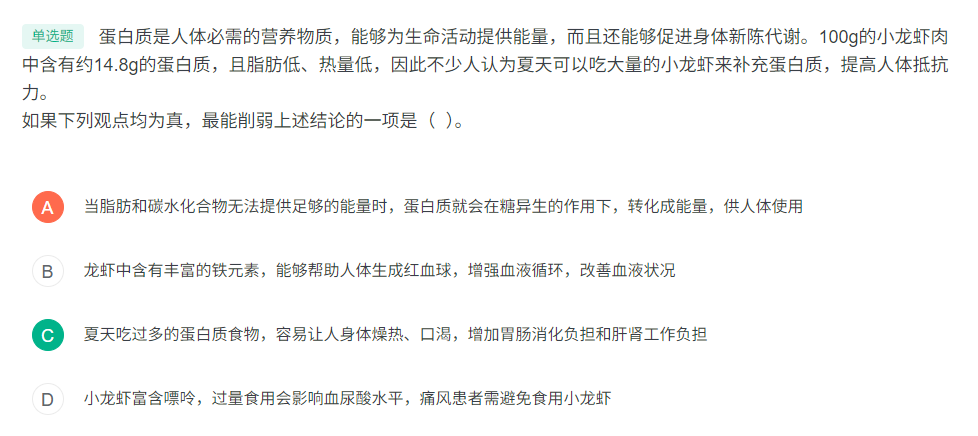 单选题 蛋白质是人体必需的营养物质，能够为生命活动提供能量，而且还能够促进身体新陈代谢。100g的小龙虾肉
中含有约14.8g的蛋白质，且脂肪低、热量低，因此不少人认为夏天可以吃大量的小龙虾来补充蛋白质，提高人体抵抗
力。
如果下列观点均为真，最能削弱上述结论的一项是（ ）。
A 当脂肪和碳水化合物无法提供足够的能量时，蛋白质就会在糖异生的作用下，转化成能量，供人体使用
B 龙虾中含有丰富的铁元素，能够帮助人体生成红血球，增强血液循环，改善血液状况
C 夏天吃过多的蛋白质食物，容易让人身体燥热、口渴，增加胃肠消化负担和肝肾工作负担
D 小龙虾富含嘌呤，过量食用会影响血尿酸水平，痛风患者需避免食用小龙虾